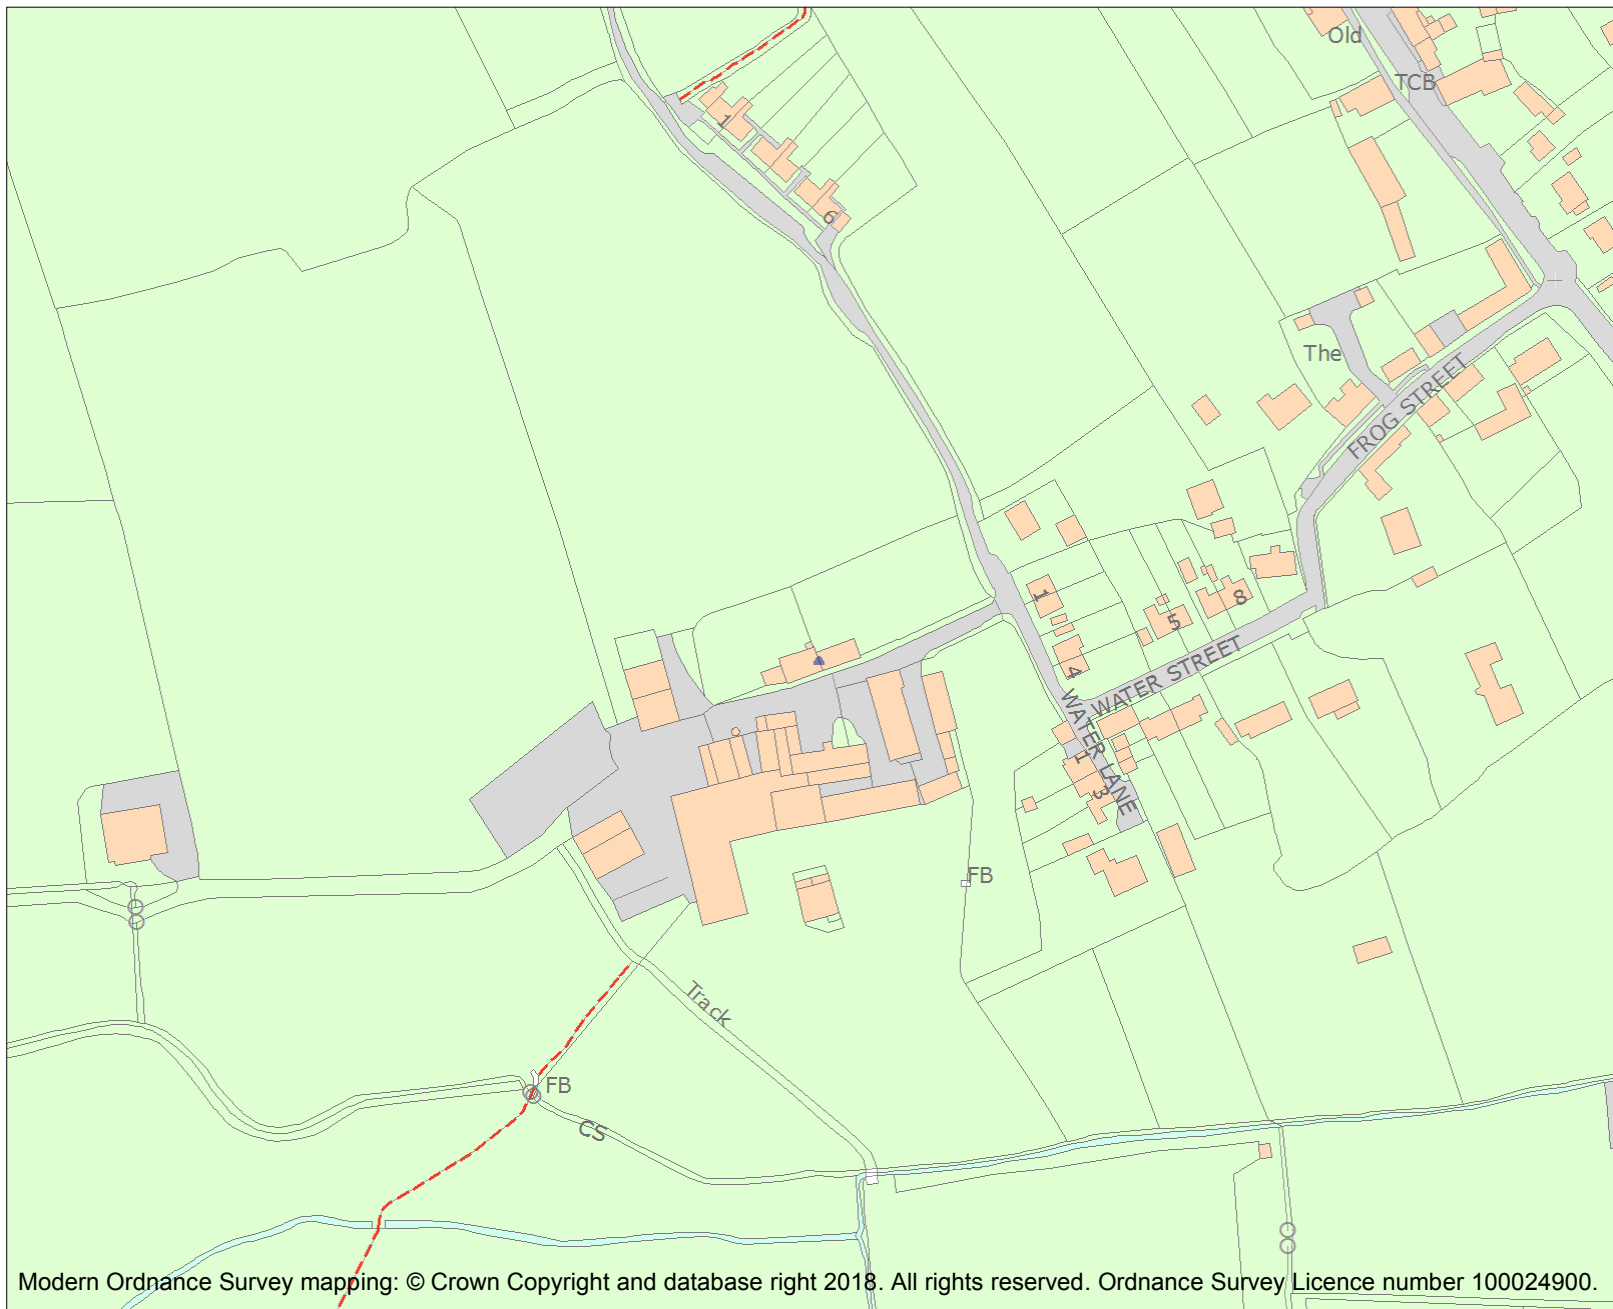 Old
TCB
1
6
The
FROG STREET
1
8
5
WATER STREET
4
WATER LANE
1
3
FB
Track
FB
CS
Modern Ordnance Survey mapping: © Crown Copyright and database right 2018. All rights reserved. Ordnance Survey Licence number 100024900.